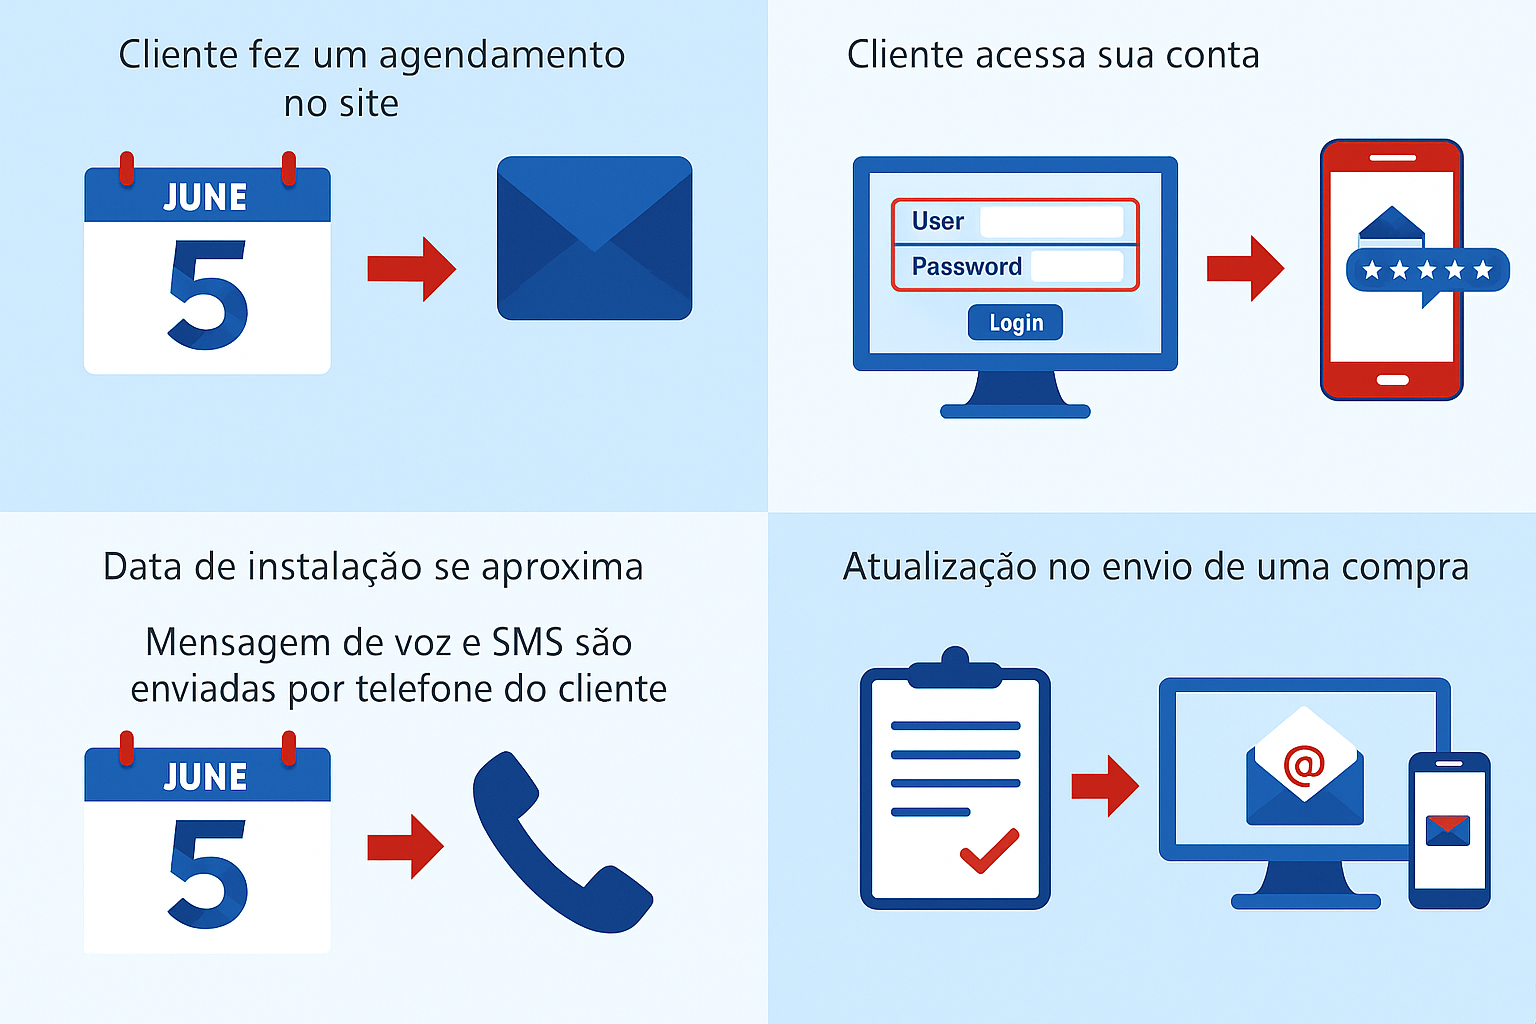 Cliente fez um agendamento
no site
JUNE
5
Cliente acessa sua conta
User
Password
Login
Data de instalação se aproxima
Mensagem de voz e SMS são
enviadas por telefone do cliente
JUNE
5
Atualização no envio de uma compra
@